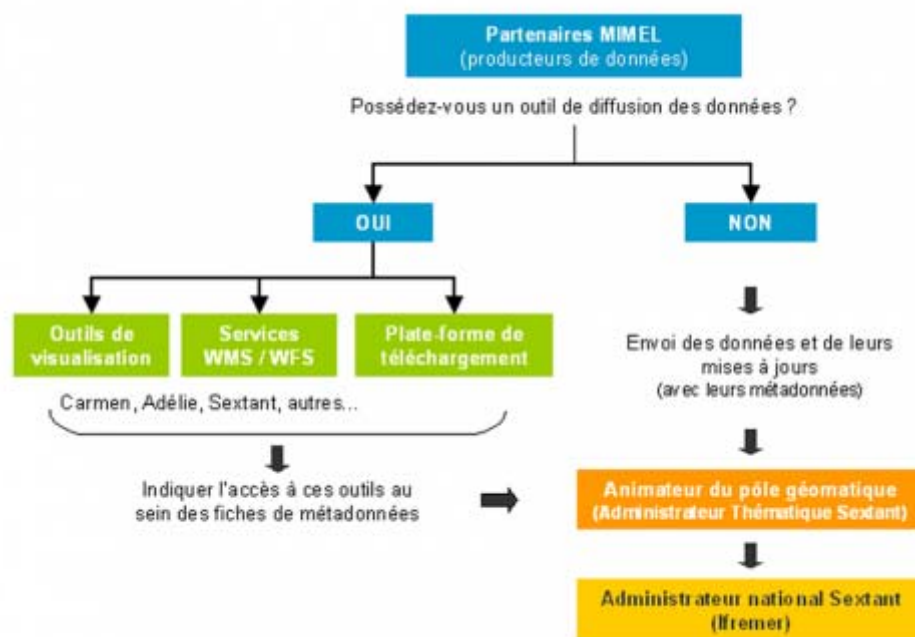 Partenaires MIMEL
(producteurs de données)
Possédez-vous un outil de diffusion des données ?
OUI
NON
Outils de
visualisation
Services
WMS / WFS
Plate-forme de
téléchargement
Carmen, Adélie, Sextant, autres...
Indiquer l'accès à ces outils au
sein des fiches de métadonnées
Envoi des données et de leurs
mises à jours
(avec leurs métadonnées)
Animateur du pôle géomatique
(Administrateur Thématique Sextant)
Administrateur national Sextant
(Ifremer)